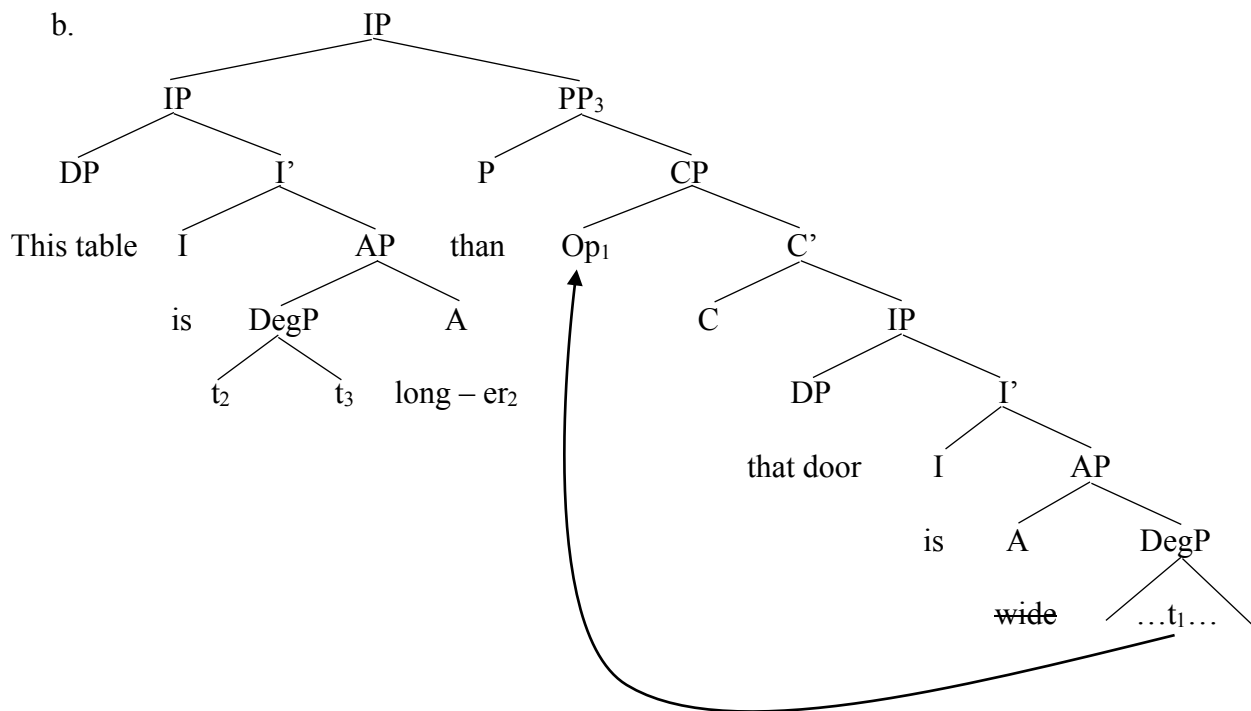 b. IP
IP PP₃
DP I’ P CP
This table I AP than Op₁ C’
is DegP A C IP
t₂ t₃ long – er₂ DP I’
that door I AP
is A DegP
wide …t₁…